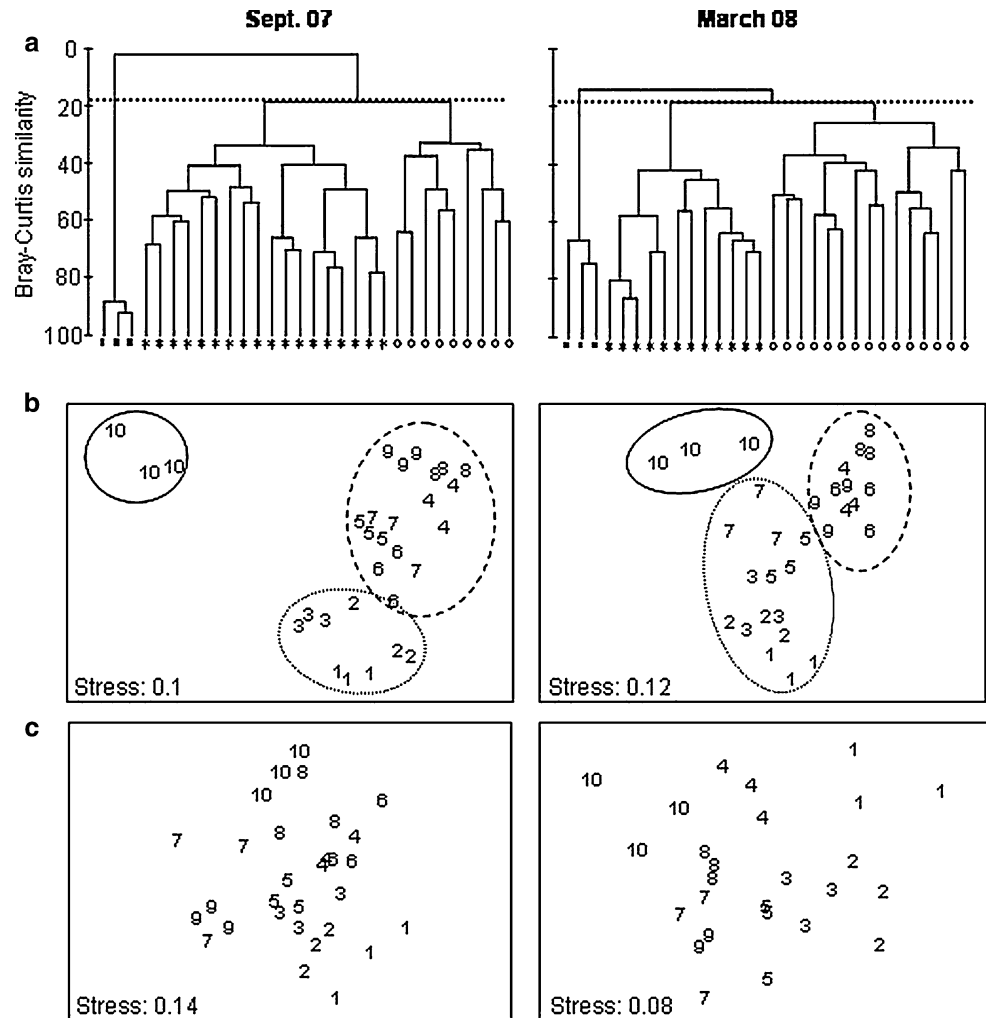 Sept. 07 March 08
a
Bray-Curtis similarity
0
20
40
60
80
100
b
10
10 10
9 9
9 8 8 8
4
4 4
5 7 7
5 5
6
6 7
6
2
3 3
3
2 2
1 1 1
Stress: 0.1
10 10 10
8
8 8
4
6 9 6
9 4 4
9 6
7
7 7 5
3 5 5
2 3 2 3
2
1 1
1
Stress: 0.12
c
10
10 8
10 6
8 8 4
7 7
4 6 6
5
9 5 5 3
9 9 3 3
7 2 2 1
2 1
1
Stress: 0.14
1
4
10 4 1
10 4 1
10 8
8 8
2
3 3 2
7 7 5 5
3
9 9 2
5
7
Stress: 0.08